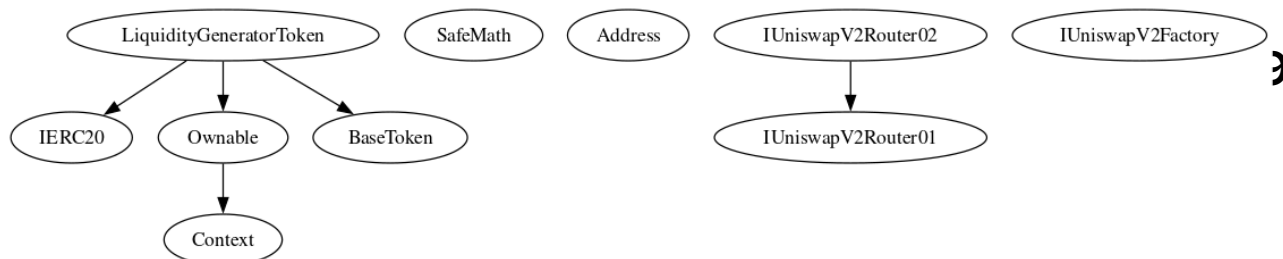 LiquidityGeneratorToken SafeMath Address IUniswapV2Router02 IUniswapV2Factory
IERC20 Ownable BaseToken IUniswapV2Router01
Context